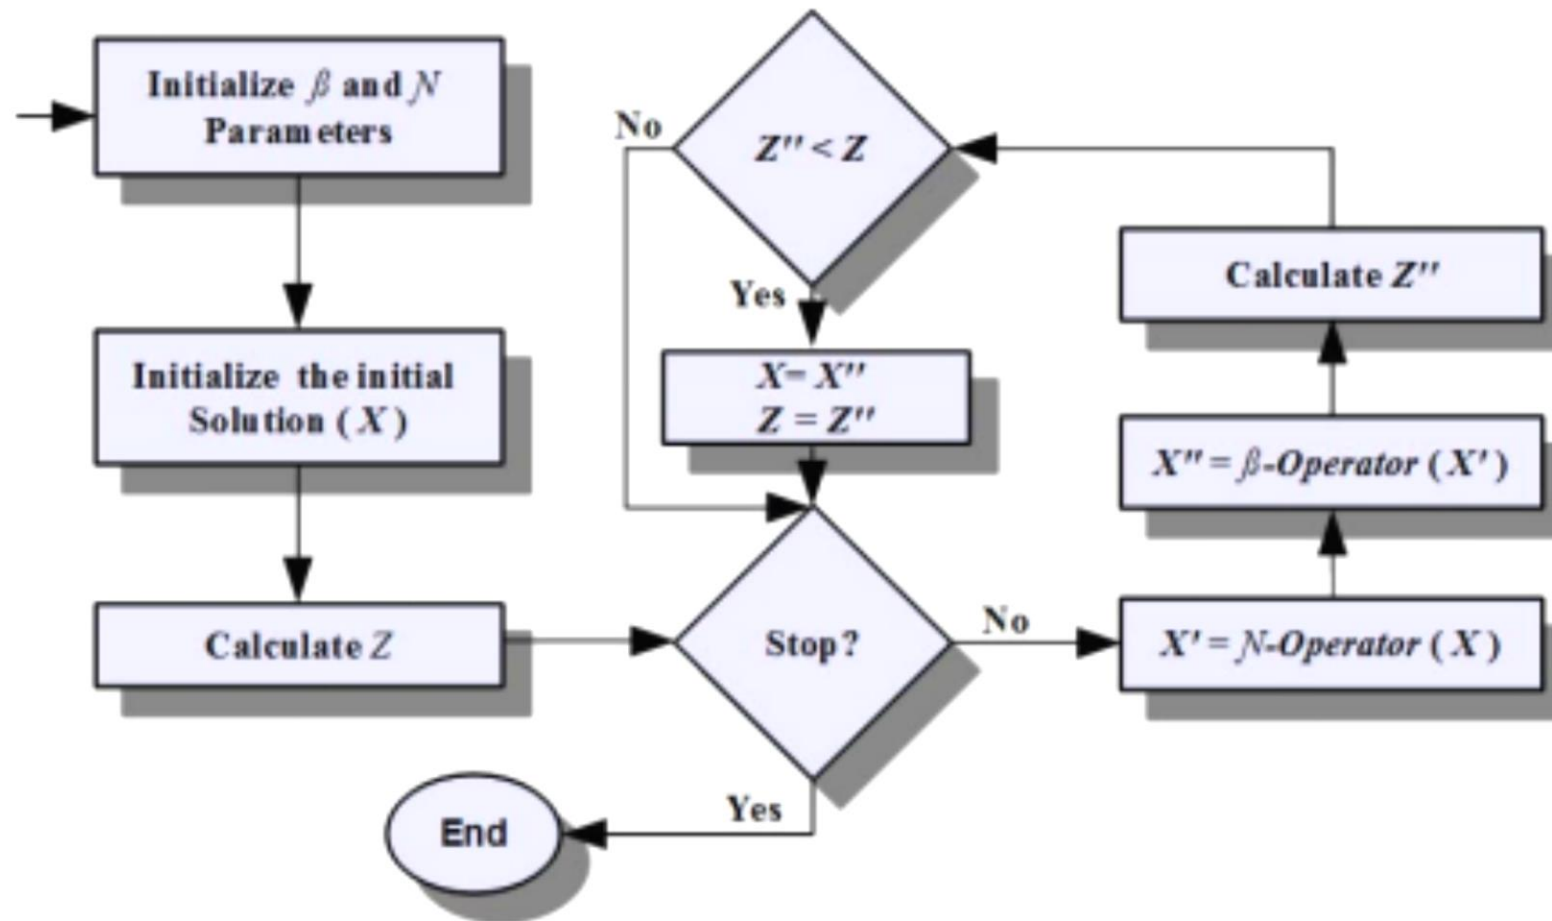 Initialize β and 𝒩
Parameters
Initialize the initial
Solution ( X )
Calculate Z
Stop?
Yes
End
No
X' = 𝒩-Operator ( X )
X'' = β-Operator ( X' )
Calculate Z''
Z'' < Z
No
Yes
X= X''
Z = Z''